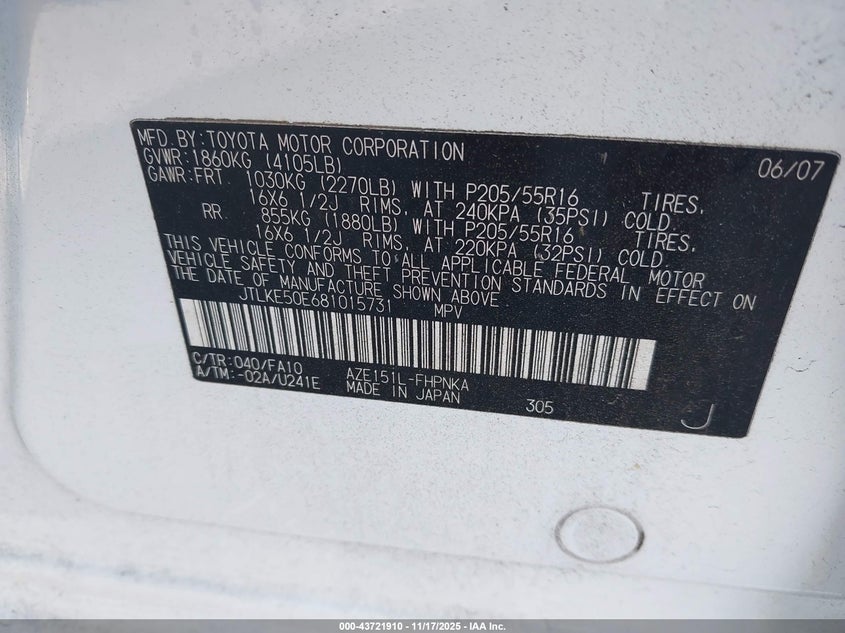 MFD.BY:TOYOTA MOTOR CORPORATION 06/07
GVWR:1860KG (4105LB)
GAWR:FRT 1030KG (2270LB) WITH P205/55R16 TIRES,
16X6 1/2J RIMS, AT 240KPA (35PSI) COLD.
RR 855KG (1880LB) WITH P205/55R16 TIRES,
16X6 1/2J RIMS, AT 220KPA (32PSI) COLD.
THIS VEHICLE CONFORMS TO ALL APPLICABLE FEDERAL MOTOR
VEHICLE SAFETY AND THEFT PREVENTION STANDARDS IN EFFECT ON
THE DATE OF MANUFACTURE SHOWN ABOVE.
JTLKE50E681015731 MPV
C/TR:040/FA10 AZE151L-FHPNKA
A/TM:-02A/U241E MADE IN JAPAN 305 J
000-43721910 - 11/17/2025 - IAA Inc.